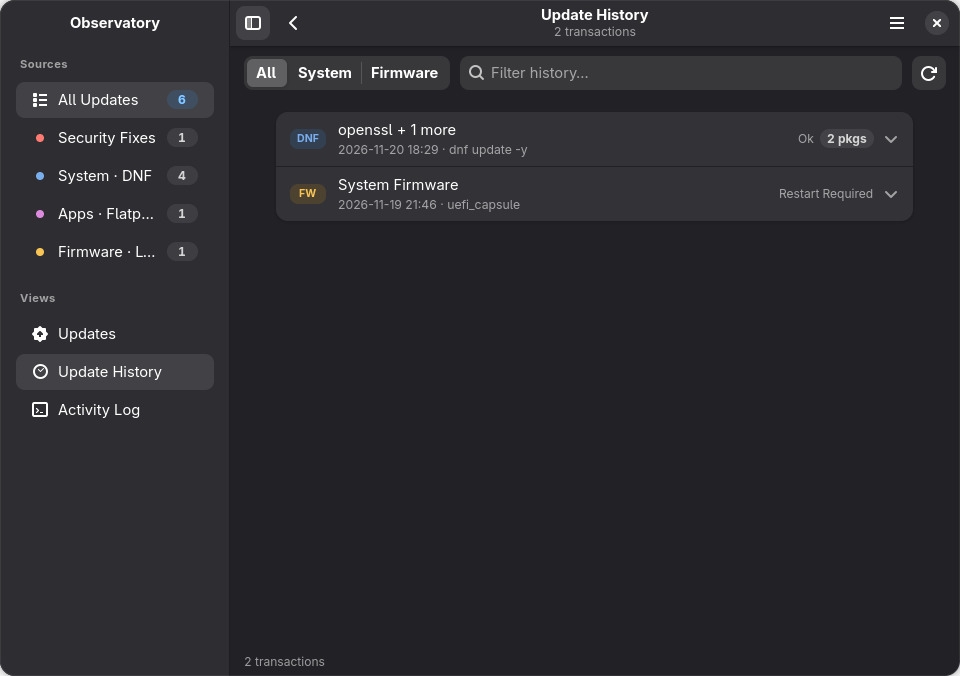 Observatory
Sources
All Updates 6
Security Fixes 1
System · DNF 4
Apps · Flatp... 1
Firmware · L... 1
Views
Updates
Update History
Activity Log
Update History
2 transactions
All System Firmware
Filter history...
DNF
openssl + 1 more
2026-11-20 18:29 · dnf update -y
Ok 2 pkgs
FW
System Firmware
2026-11-19 21:46 · uefi_capsule
Restart Required
2 transactions